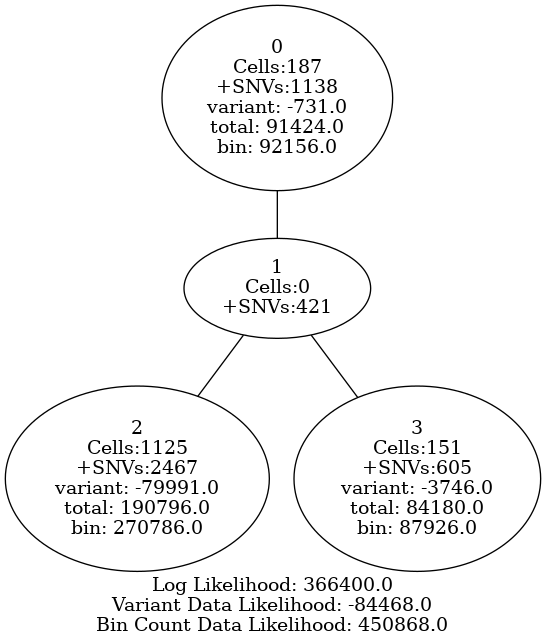 0
Cells:187
+SNVs:1138
variant: -731.0
total: 91424.0
bin: 92156.0
1
Cells:0
+SNVs:421
2
Cells:1125
+SNVs:2467
variant: -79991.0
total: 190796.0
bin: 270786.0
3
Cells:151
+SNVs:605
variant: -3746.0
total: 84180.0
bin: 87926.0
Log Likelihood: 366400.0
Variant Data Likelihood: -84468.0
Bin Count Data Likelihood: 450868.0